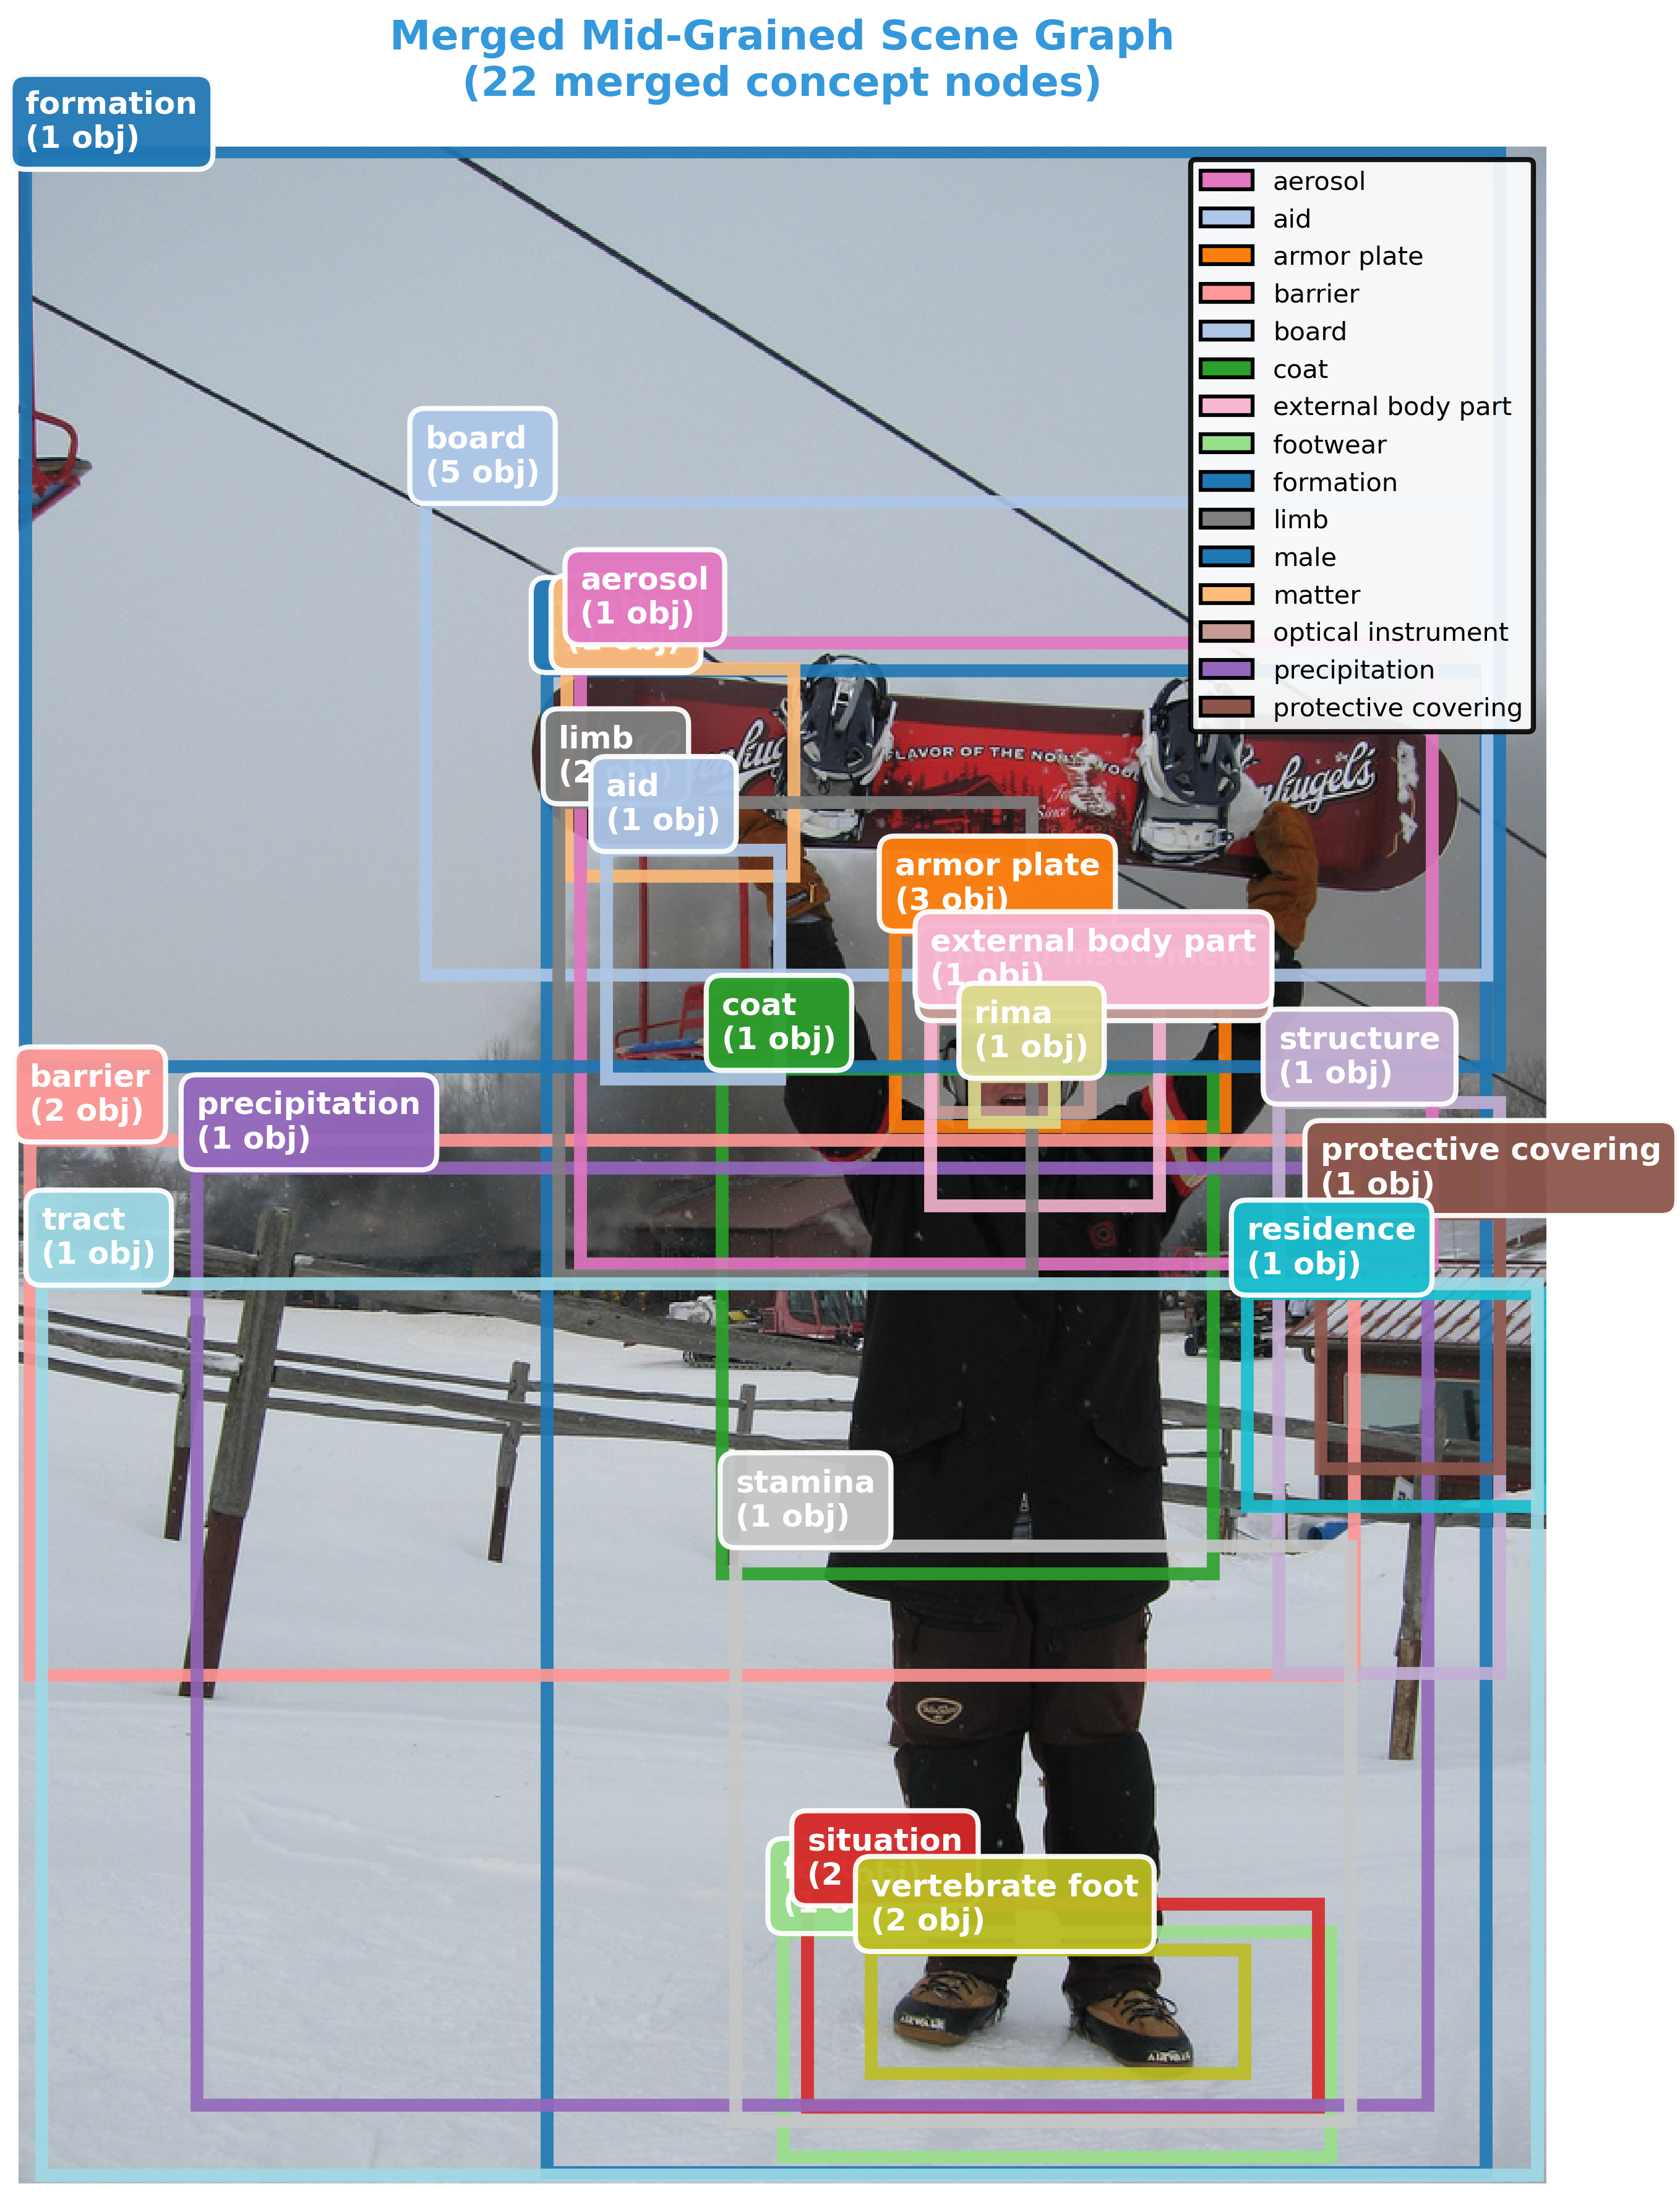 Merged Mid-Grained Scene Graph
(22 merged concept nodes)
formation
(1 obj)
aerosol
aid
armor plate
barrier
board
coat
external body part
footwear
formation
limb
male
matter
optical instrument
precipitation
protective covering
board
(5 obj)
aerosol
(1 obj)
limb
(2
aid
(1 obj)
FLAVOR OF THE
armor plate
(3 obj)
external body part
(1 obj)
rima
(1 obj)
coat
(1 obj)
structure
(1 obj)
barrier
(2 obj)
precipitation
(1 obj)
protective covering
(1 obj)
tract
(1 obj)
residence
(1 obj)
stamina
(1 obj)
situation
(2
vertebrate foot
(2 obj)